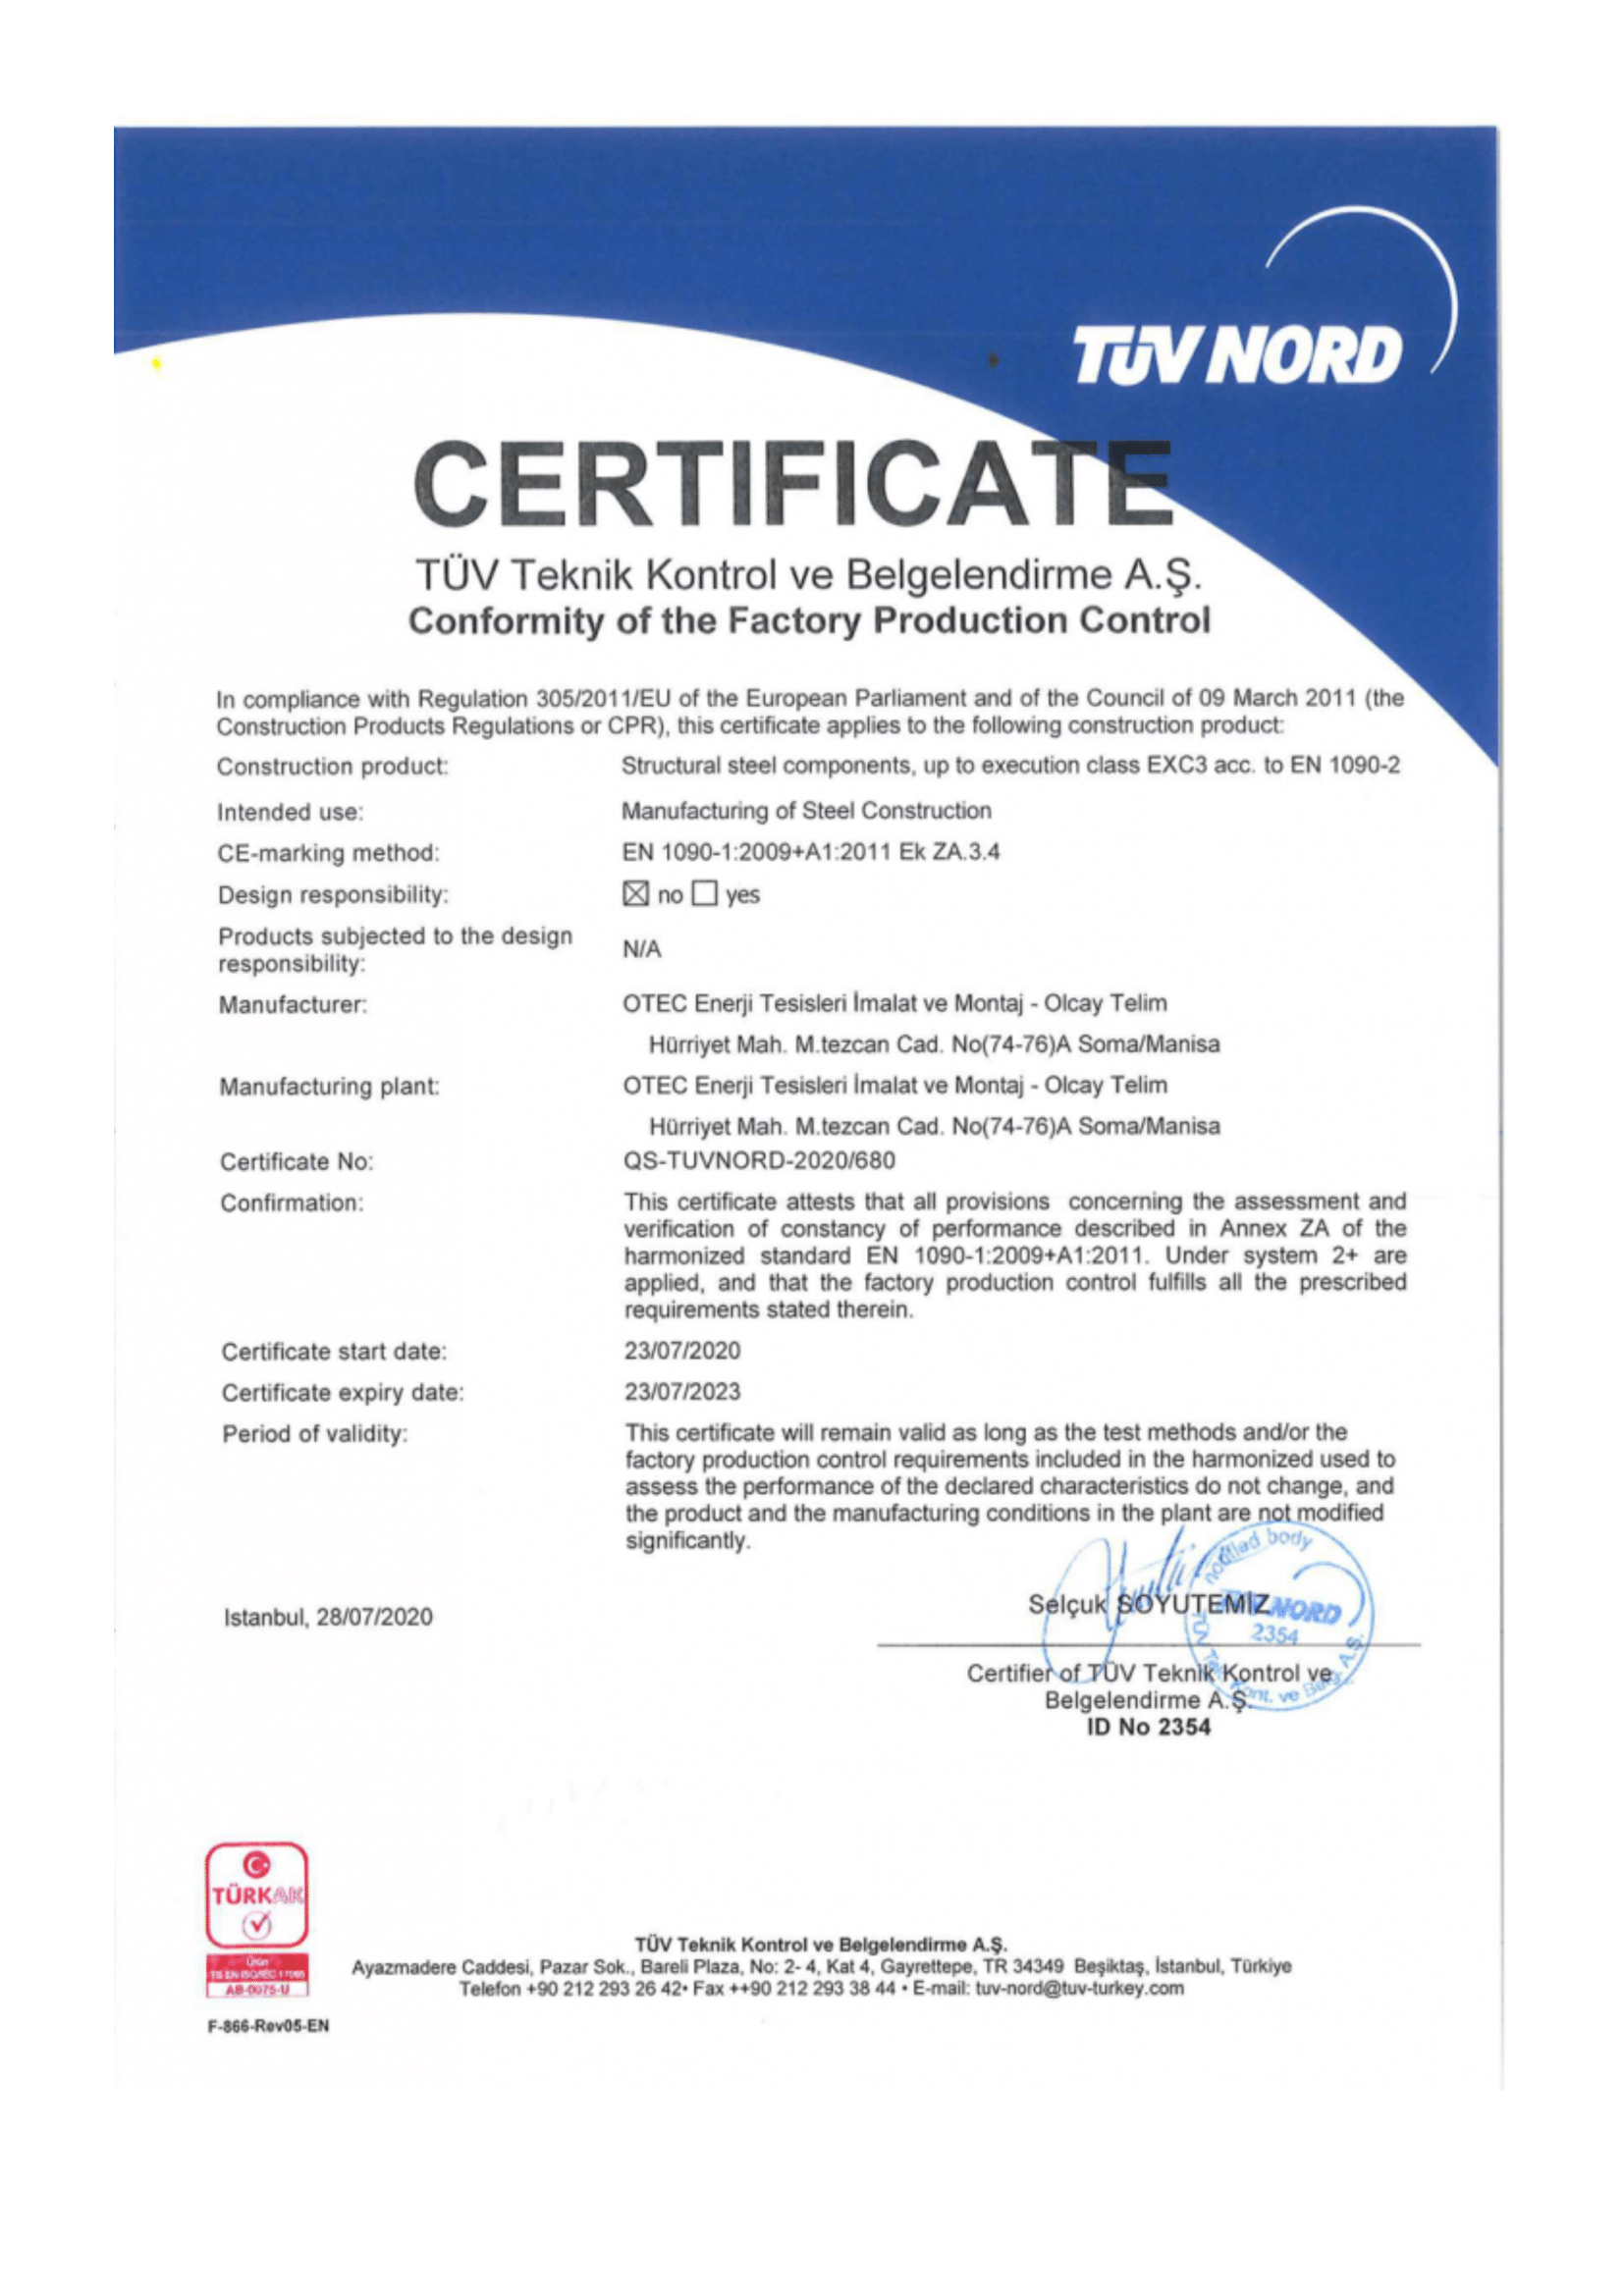 TÜV NORD
CERTIFICATE
TÜV Teknik Kontrol ve Belgelendirme A.Ş.
Conformity of the Factory Production Control
In compliance with Regulation 305/2011/EU of the European Parliament and of the Council of 09 March 2011 (the
Construction Products Regulations or CPR), this certificate applies to the following construction product:
Construction product: Structural steel components, up to execution class EXC3 acc. to EN 1090-2
Intended use: Manufacturing of Steel Construction
CE-marking method: EN 1090-1:2009+A1:2011 Ek ZA.3.4
Design responsibility: ☒ no ☐ yes
Products subjected to the design
responsibility: N/A
Manufacturer: OTEC Enerji Tesisleri İmalat ve Montaj - Olcay Telim
Hürriyet Mah. M.tezcan Cad. No(74-76)A Soma/Manisa
Manufacturing plant: OTEC Enerji Tesisleri İmalat ve Montaj - Olcay Telim
Hürriyet Mah. M.tezcan Cad. No(74-76)A Soma/Manisa
Certificate No: QS-TUVNORD-2020/680
Confirmation: This certificate attests that all provisions concerning the assessment and
verification of constancy of performance described in Annex ZA of the
harmonized standard EN 1090-1:2009+A1:2011. Under system 2+ are
applied, and that the factory production control fulfills all the prescribed
requirements stated therein.
Certificate start date: 23/07/2020
Certificate expiry date: 23/07/2023
Period of validity: This certificate will remain valid as long as the test methods and/or the
factory production control requirements included in the harmonized used to
assess the performance of the declared characteristics do not change, and
the product and the manufacturing conditions in the plant are not modified
significantly.
notified body
TÜV NORD
2354
Istanbul, 28/07/2020
Selçuk SOYUTEMİZ
Certifier of TÜV Teknik Kontrol ve
Belgelendirme A.Ş.
ID No 2354
TÜRKAK
Ürün
TS EN ISO/IEC 17065
AB-0075-U
TÜV Teknik Kontrol ve Belgelendirme A.Ş.
Ayazmadere Caddesi, Pazar Sok., Bareli Plaza, No: 2- 4, Kat 4, Gayrettepe, TR 34349 Beşiktaş, İstanbul, Türkiye
Telefon +90 212 293 26 42• Fax ++90 212 293 38 44 • E-mail: tuv-nord@tuv-turkey.com
F-866-Rev05-EN